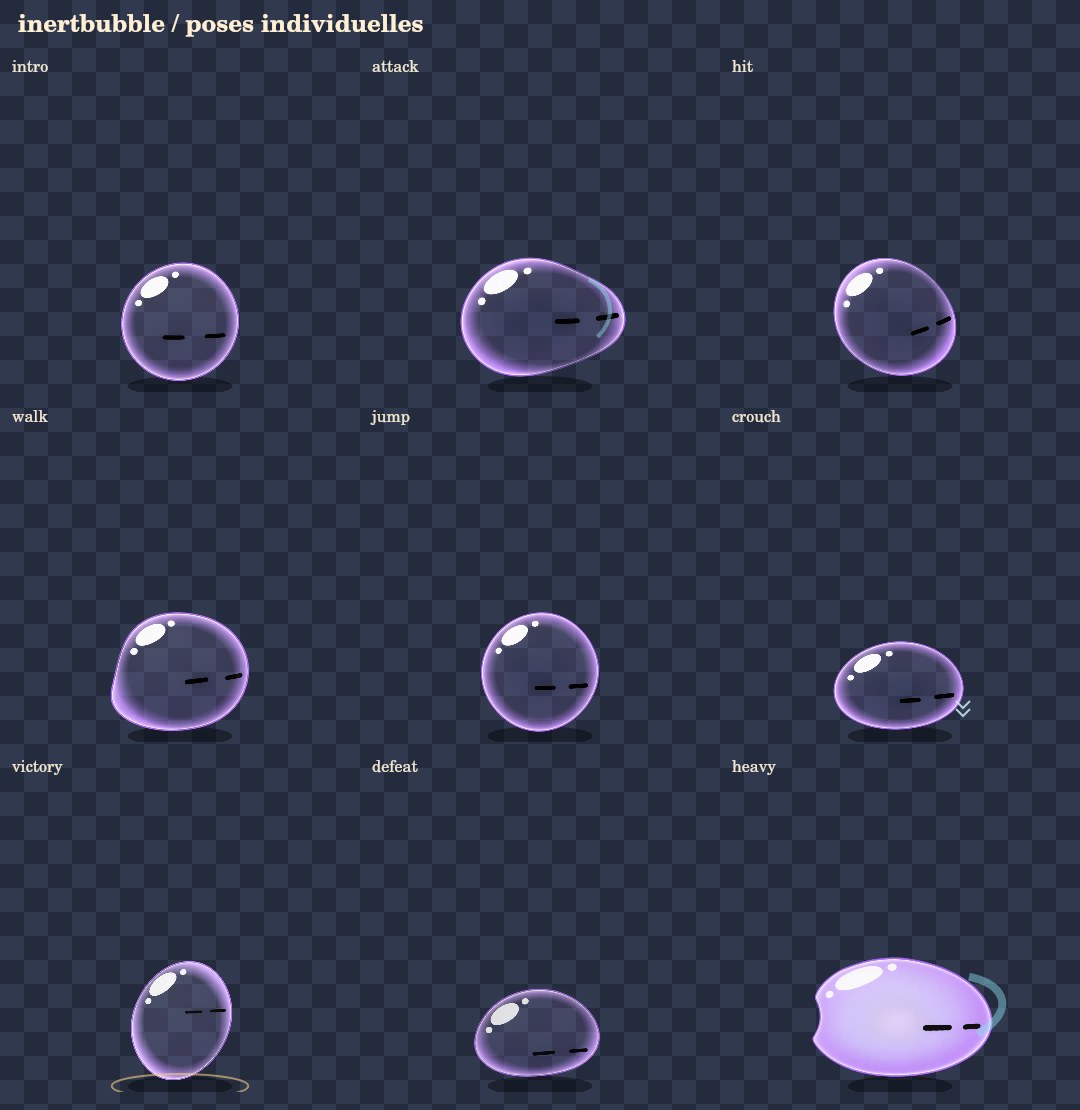 inertbubble / poses individuelles
intro
attack
hit
walk
jump
crouch
victory
defeat
heavy